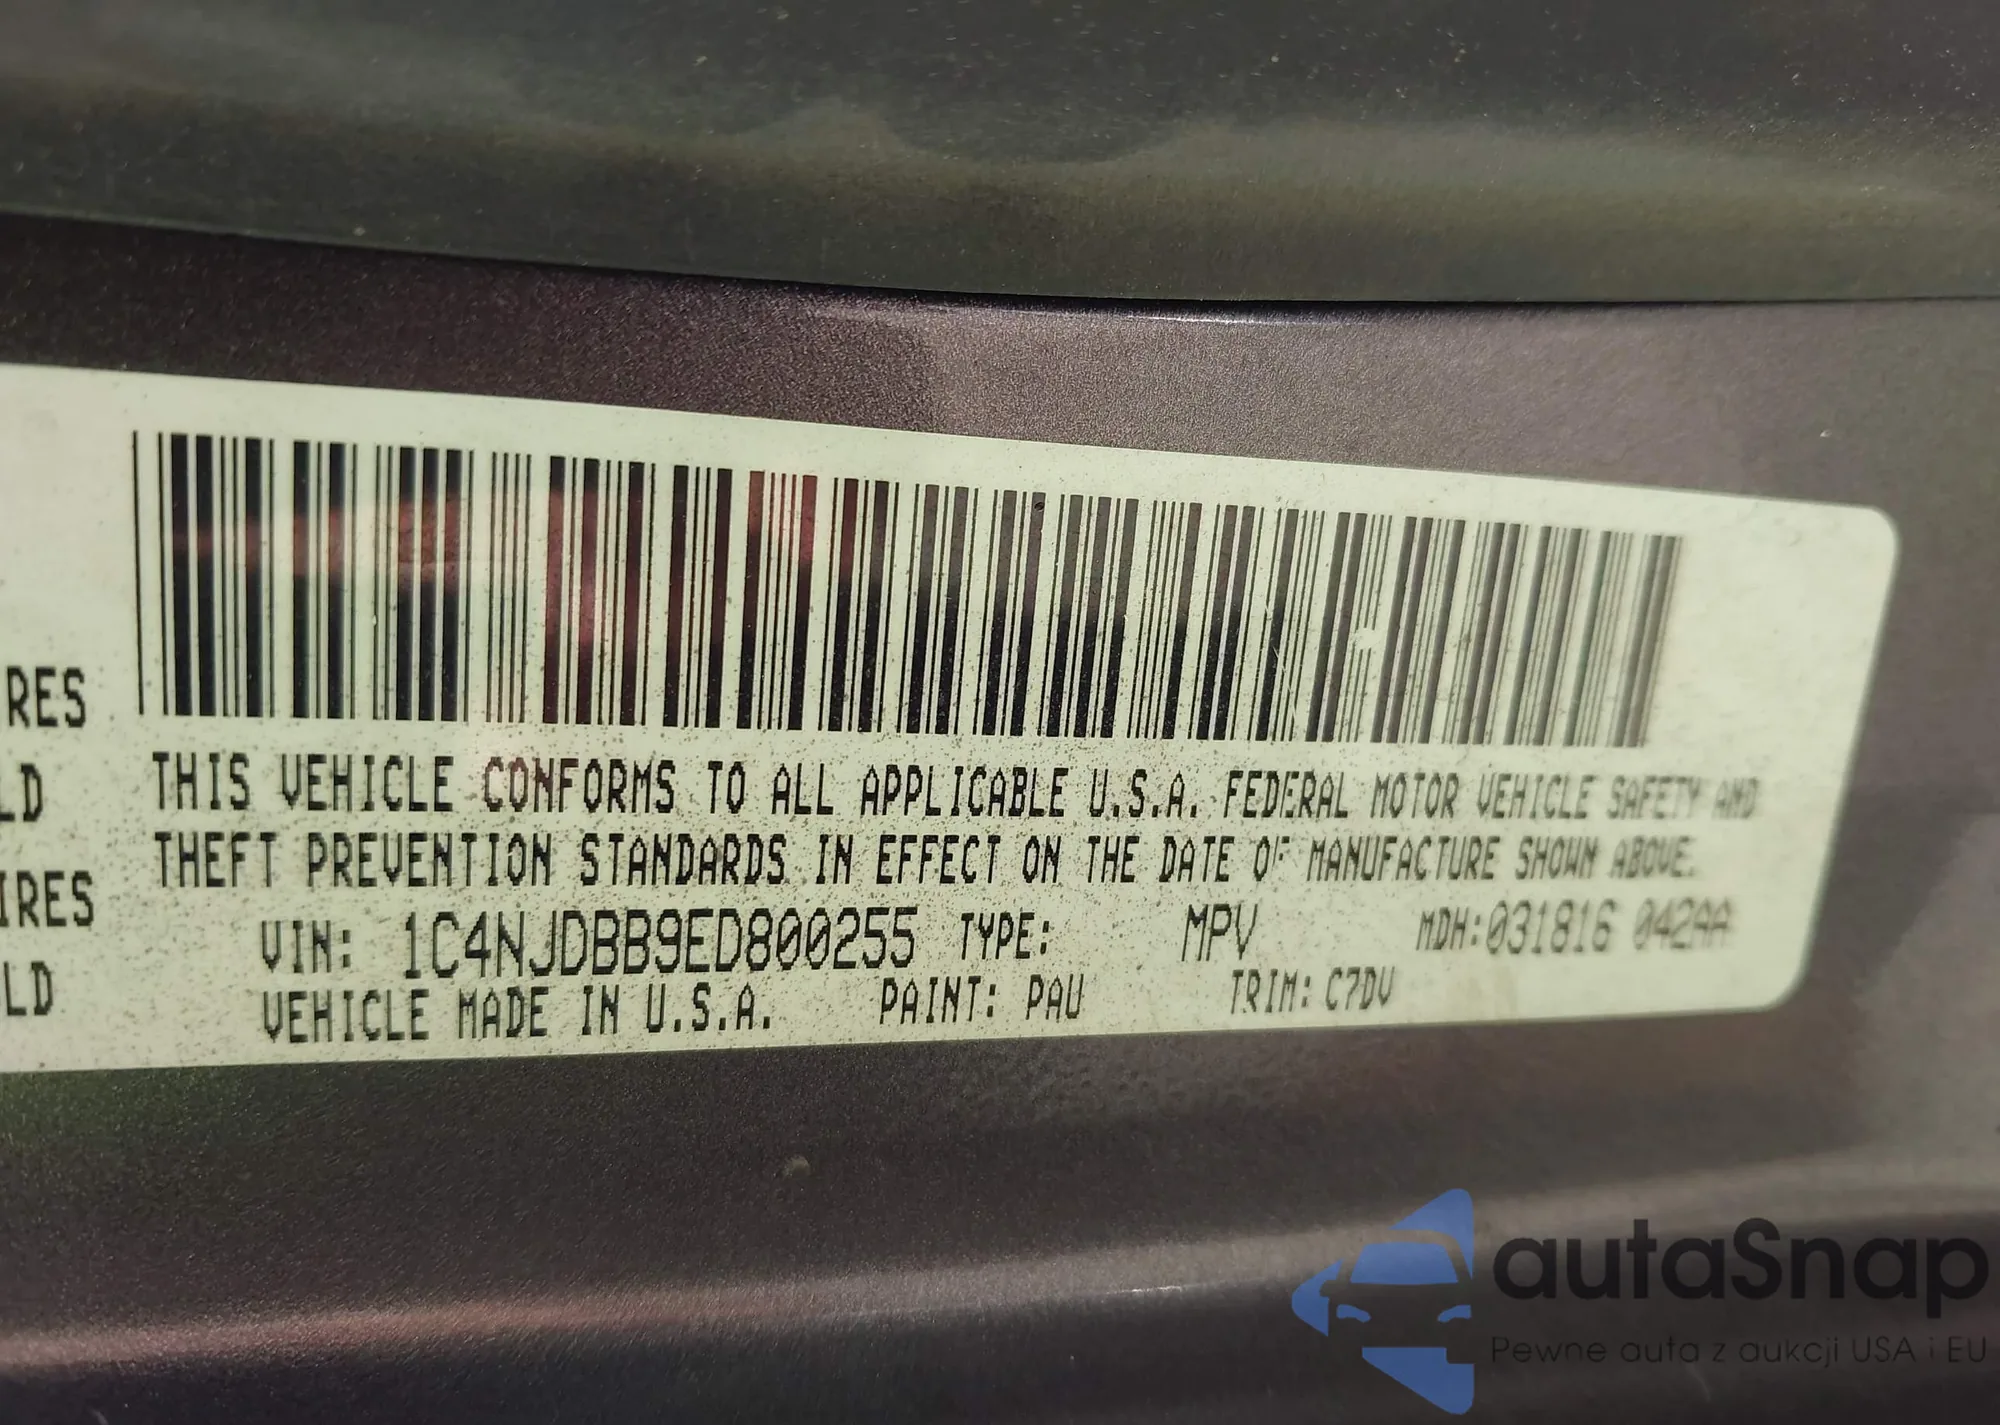 RES
LD
IRES
LD
THIS VEHICLE CONFORMS TO ALL APPLICABLE U.S.A. FEDERAL MOTOR VEHICLE SAFETY AND
THEFT PREVENTION STANDARDS IN EFFECT ON THE DATE OF MANUFACTURE SHOWN ABOVE.
VIN: 1C4NJDBB9ED800255 TYPE: MPV MDH:031816 042AA
VEHICLE MADE IN U.S.A. PAINT: PAU TRIM: C7DV
autaSnap
Pewne auta z aukcji USA i EU